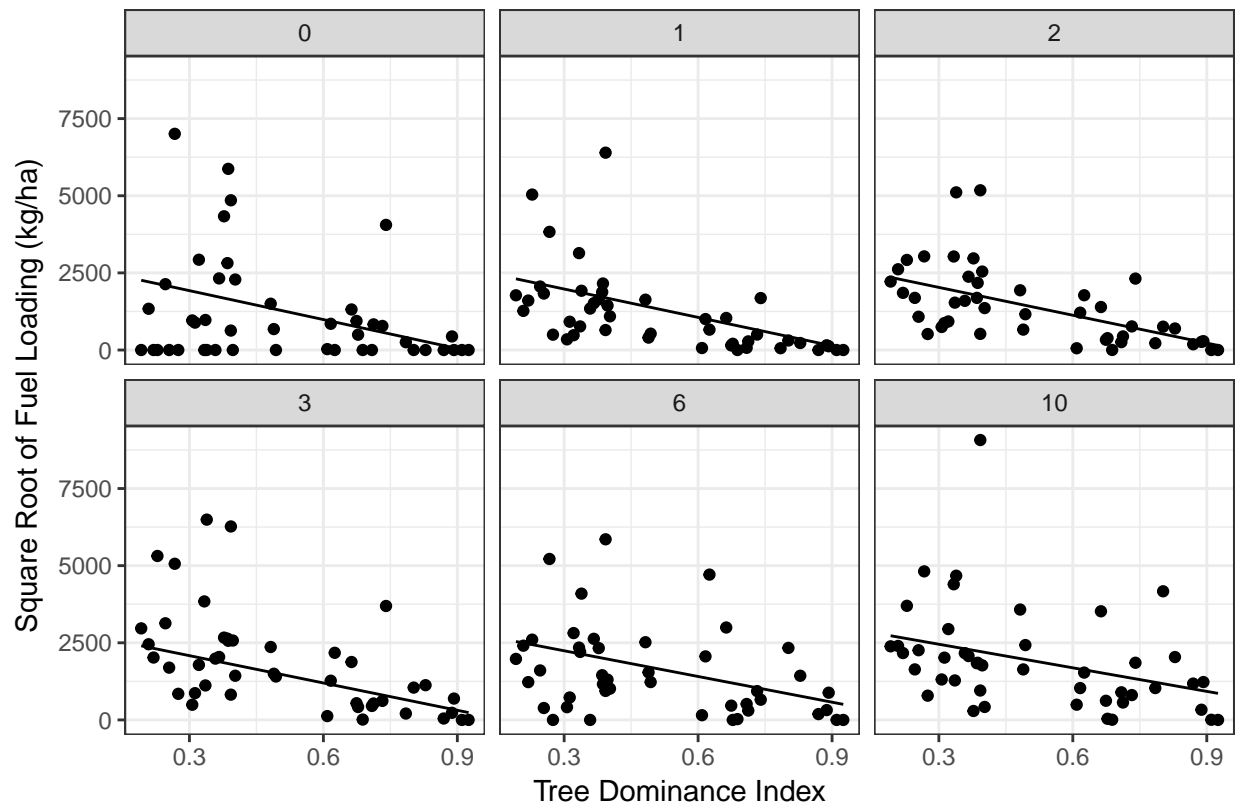 0 1 2
7500
5000
2500
0
3 6 10
7500
5000
2500
0
0.3 0.6 0.9 0.3 0.6 0.9 0.3 0.6 0.9
Square Root of Fuel Loading (kg/ha)
Tree Dominance Index